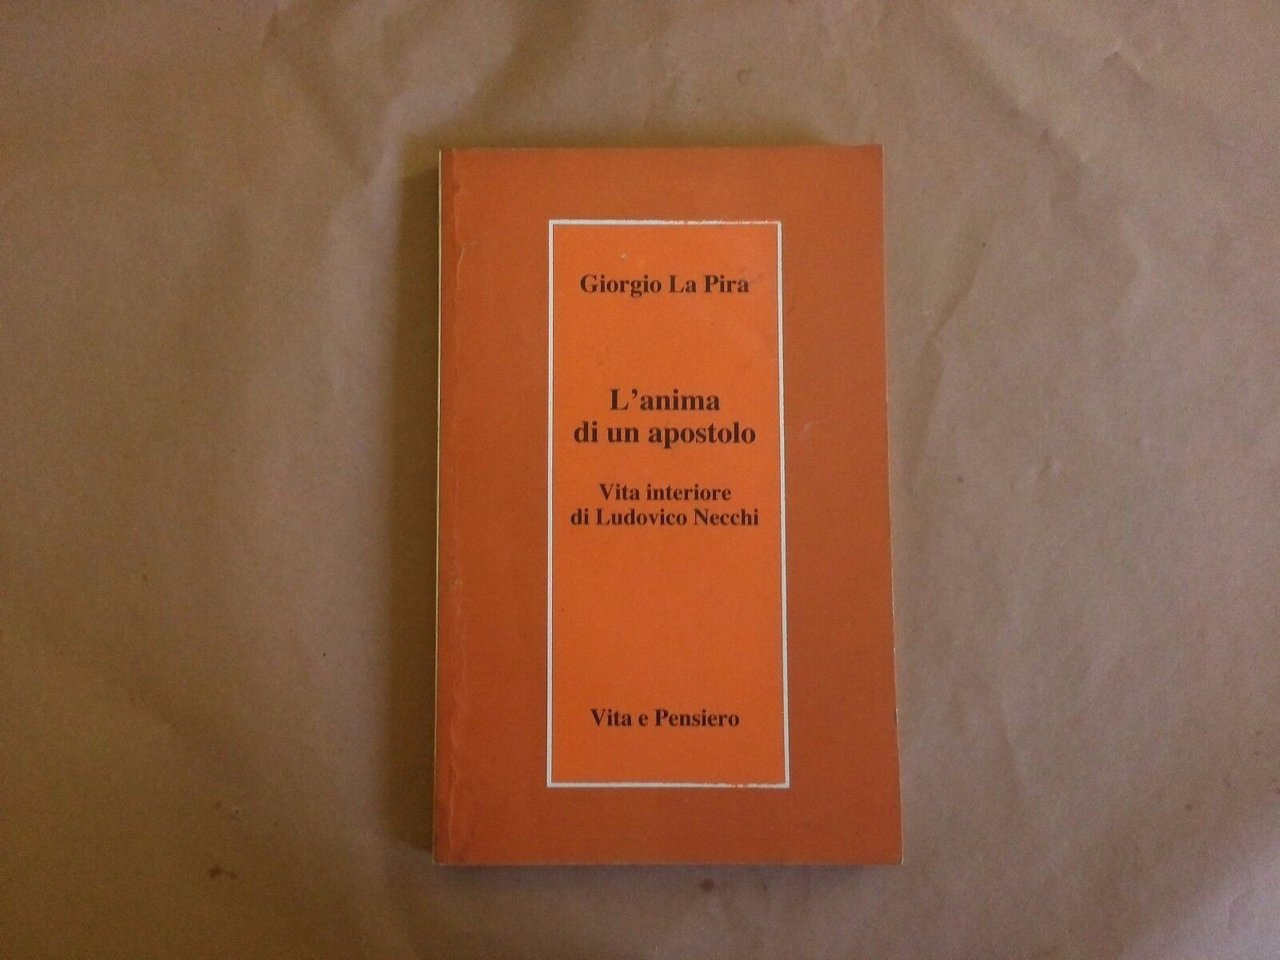 Giorgio La Pira
L'anima
di un apostolo
Vita interiore
di Ludovico Necchi
Vita e Pensiero